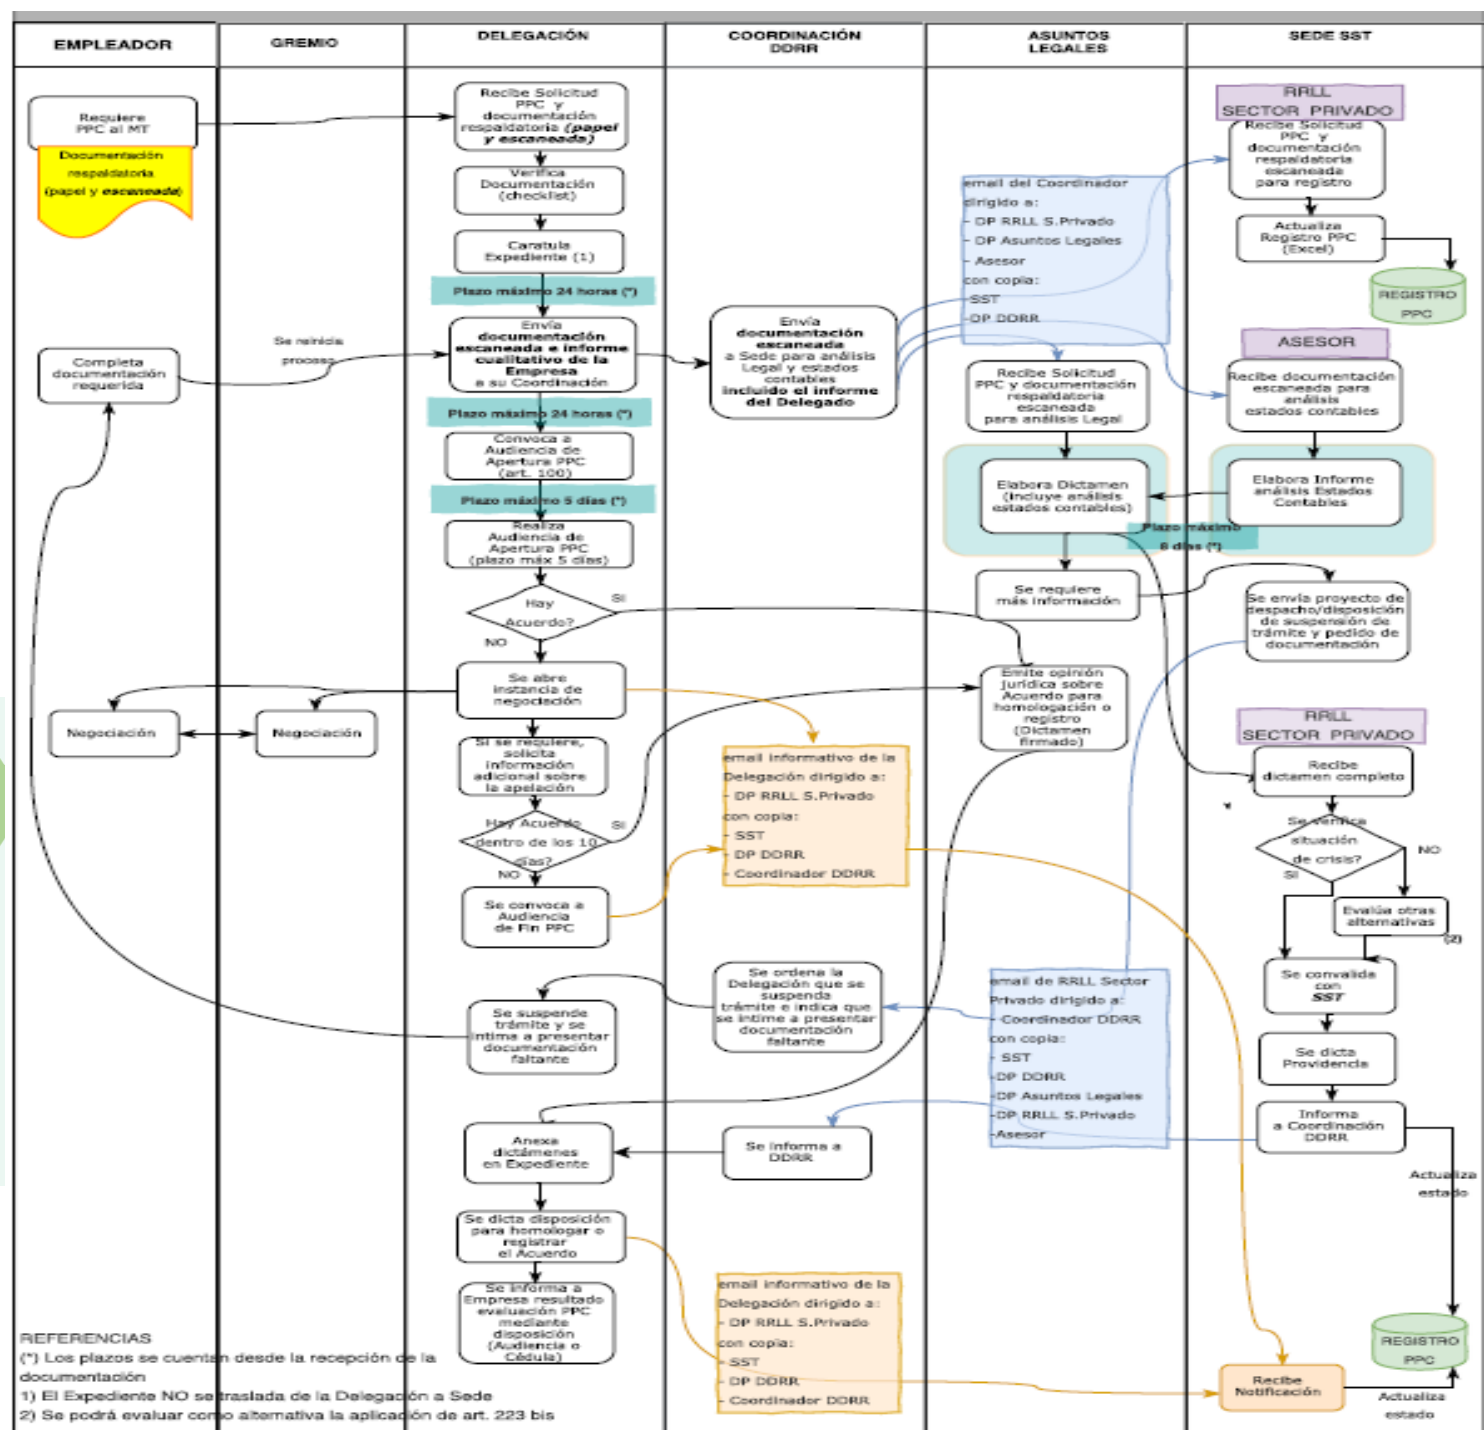 EMPLEADOR
GREMIO
DELEGACIÓN
COORDINACIÓN
DDRR
ASUNTOS
LEGALES
SEDE SST
Requiere
PPC al MT
Documentación
respaldatoria
(papel y escaneada)
Recibe Solicitud
PPC y
documentación
respaldatoria (papel
y escaneada)
Verifica
Documentación
(checklist)
Caratula
Expediente (1)
Plazo máximo 24 horas (*)
Envía
documentación
escaneada e informe
cualitativo de la
Empresa
a su Coordinación
Se reinicia
proceso
Completa
documentación
requerida
Plazo máximo 24 horas (*)
Convoca a
Audiencia de
Apertura PPC
(art. 100)
Plazo máximo 5 días (*)
Realiza
Audiencia de
Apertura PPC
(plazo máx 5 días)
Hay
Acuerdo?
SI
NO
Se abre
instancia de
negociación
Negociación
Negociación
Si se requiere,
solicita
información
adicional sobre
la apelación
Hay Acuerdo
dentro de los 10
días?
SI
NO
Se convoca a
Audiencia
de Fin PPC
Se suspende
trámite y se
intima a presentar
documentación
faltante
Anexa
dictámenes
en Expediente
Se dicta disposición
para homologar o
registrar
el Acuerdo
Se informa a
Empresa resultado
evaluación PPC
mediante
disposición
(Audiencia o
Cédula)
Envía
documentación
escaneada
a Sede para análisis
Legal y estados
contables
incluido el informe
del Delegado
email informativo de la
Delegación dirigido a:
- DP RRLL S.Privado
con copia:
- SST
- DP DDRR
- Coordinador DDRR
Se ordena la
Delegación que se
suspenda
trámite e indica que
se intime a presentar
documentación
faltante
Se informa a
DDRR
email informativo de la
Delegación dirigido a:
- DP RRLL S.Privado
con copia:
- SST
- DP DDRR
- Coordinador DDRR
email del Coordinador
dirigido a:
- DP RRLL S.Privado
- DP Asuntos Legales
- Asesor
con copia:
-SST
-DP DDRR
Recibe Solicitud
PPC y documentación
respaldatoria
escaneada
para análisis Legal
Elabora Dictamen
(incluye análisis
estados contables)
Plazo máximo
8 días (*)
Se requiere
más información
Emite opinión
jurídica sobre
Acuerdo para
homologación o
registro
(Dictamen
firmado)
email de RRLL Sector
Privado dirigido a:
- Coordinador DDRR
con copia:
- SST
-DP DDRR
-DP Asuntos Legales
-DP RRLL S.Privado
-Asesor
RRLL
SECTOR PRIVADO
Recibe Solicitud
PPC y
documentación
respaldatoria
escaneada
para registro
Actualiza
Registro PPC
(Excel)
REGISTRO
PPC
ASESOR
Recibe documentación
escaneada para
análisis
estados contables
Elabora Informe
análisis Estados
Contables
Se envía proyecto de
despacho/disposición
de suspensión de
trámite y pedido de
documentación
RRLL
SECTOR PRIVADO
Recibe
dictamen completo
Se verifica
situación
de crisis?
NO
SI
Evalúa otras
alternativas
(2)
Se convalida
con
SST
Se dicta
Providencia
Informa
a Coordinación
DDRR
Actualiza
estado
REGISTRO
PPC
Recibe
Notificación
Actualiza
estado
REFERENCIAS
(*) Los plazos se cuentan desde la recepción de la
documentación
1) El Expediente NO se traslada de la Delegación a Sede
2) Se podrá evaluar como alternativa la aplicación de art. 223 bis